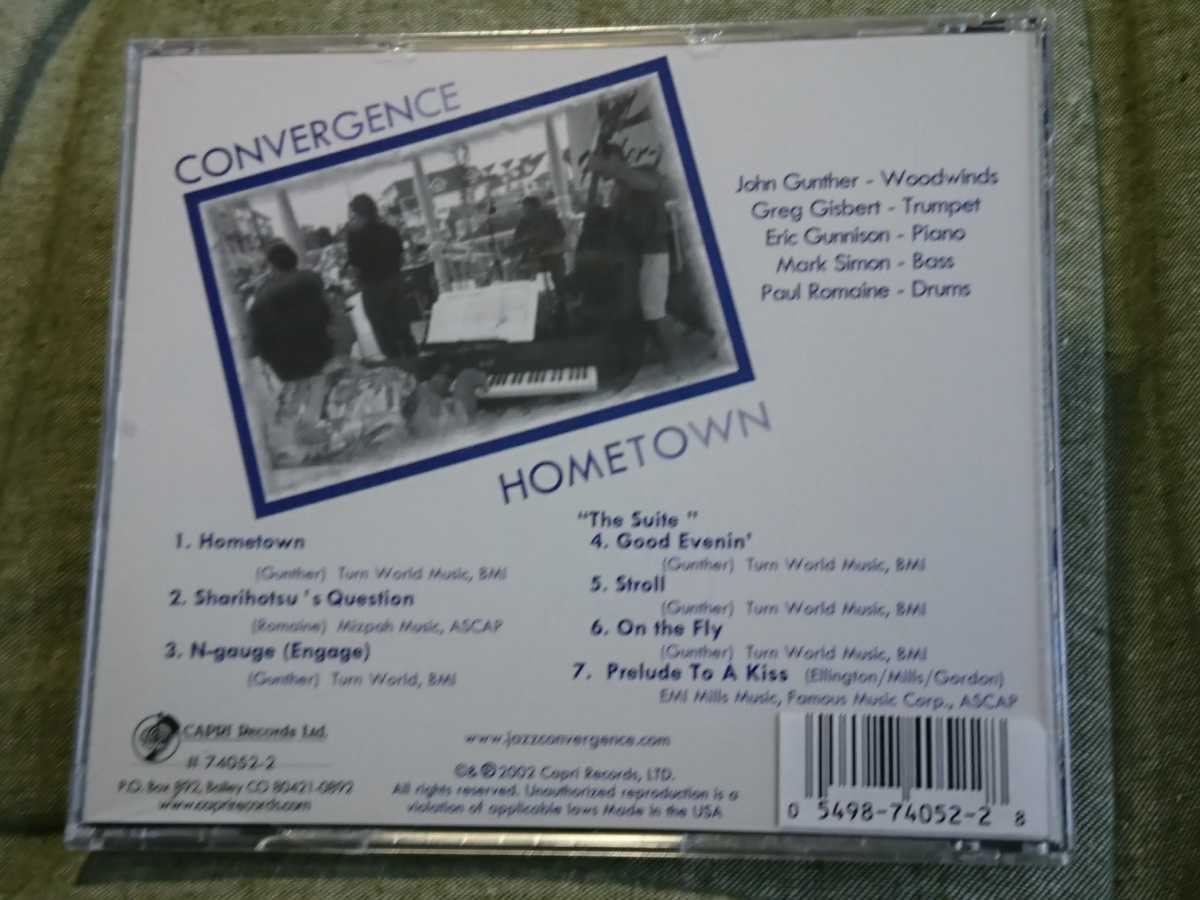 CONVERGENCE
John Gunther - Woodwinds
Greg Gisbert - Trumpet
Eric Gunnison - Piano
Mark Simon - Bass
Paul Romaine - Drums
HOMETOWN
1. Hometown
(Gunther) Turn World Music, BMI
2. Sharihotsu 's Question
(Romaine) Mizpah Music, ASCAP
3. N-gauge (Engage)
(Gunther) Turn World, BMI
"The Suite "
4. Good Evenin'
(Gunther) Turn World Music, BMI
5. Stroll
(Gunther) Turn World Music, BMI
6. On the Fly
(Gunther) Turn World Music, BMI
7. Prelude To A Kiss (Ellington/Mills/Gordon)
EMI Mills Music, Famous Music Corp., ASCAP
CAPRI Records Ltd.
# 74052-2
P.O. Box 892, Bailey CO 80421-0892
www.caprirecords.com
www.jazzconvergence.com
©& ℗2002 Capri Records, LTD.
All rights reserved. Unauthorized reproduction is a
violation of applicable laws Made in the USA
0 5498-74052-2 8